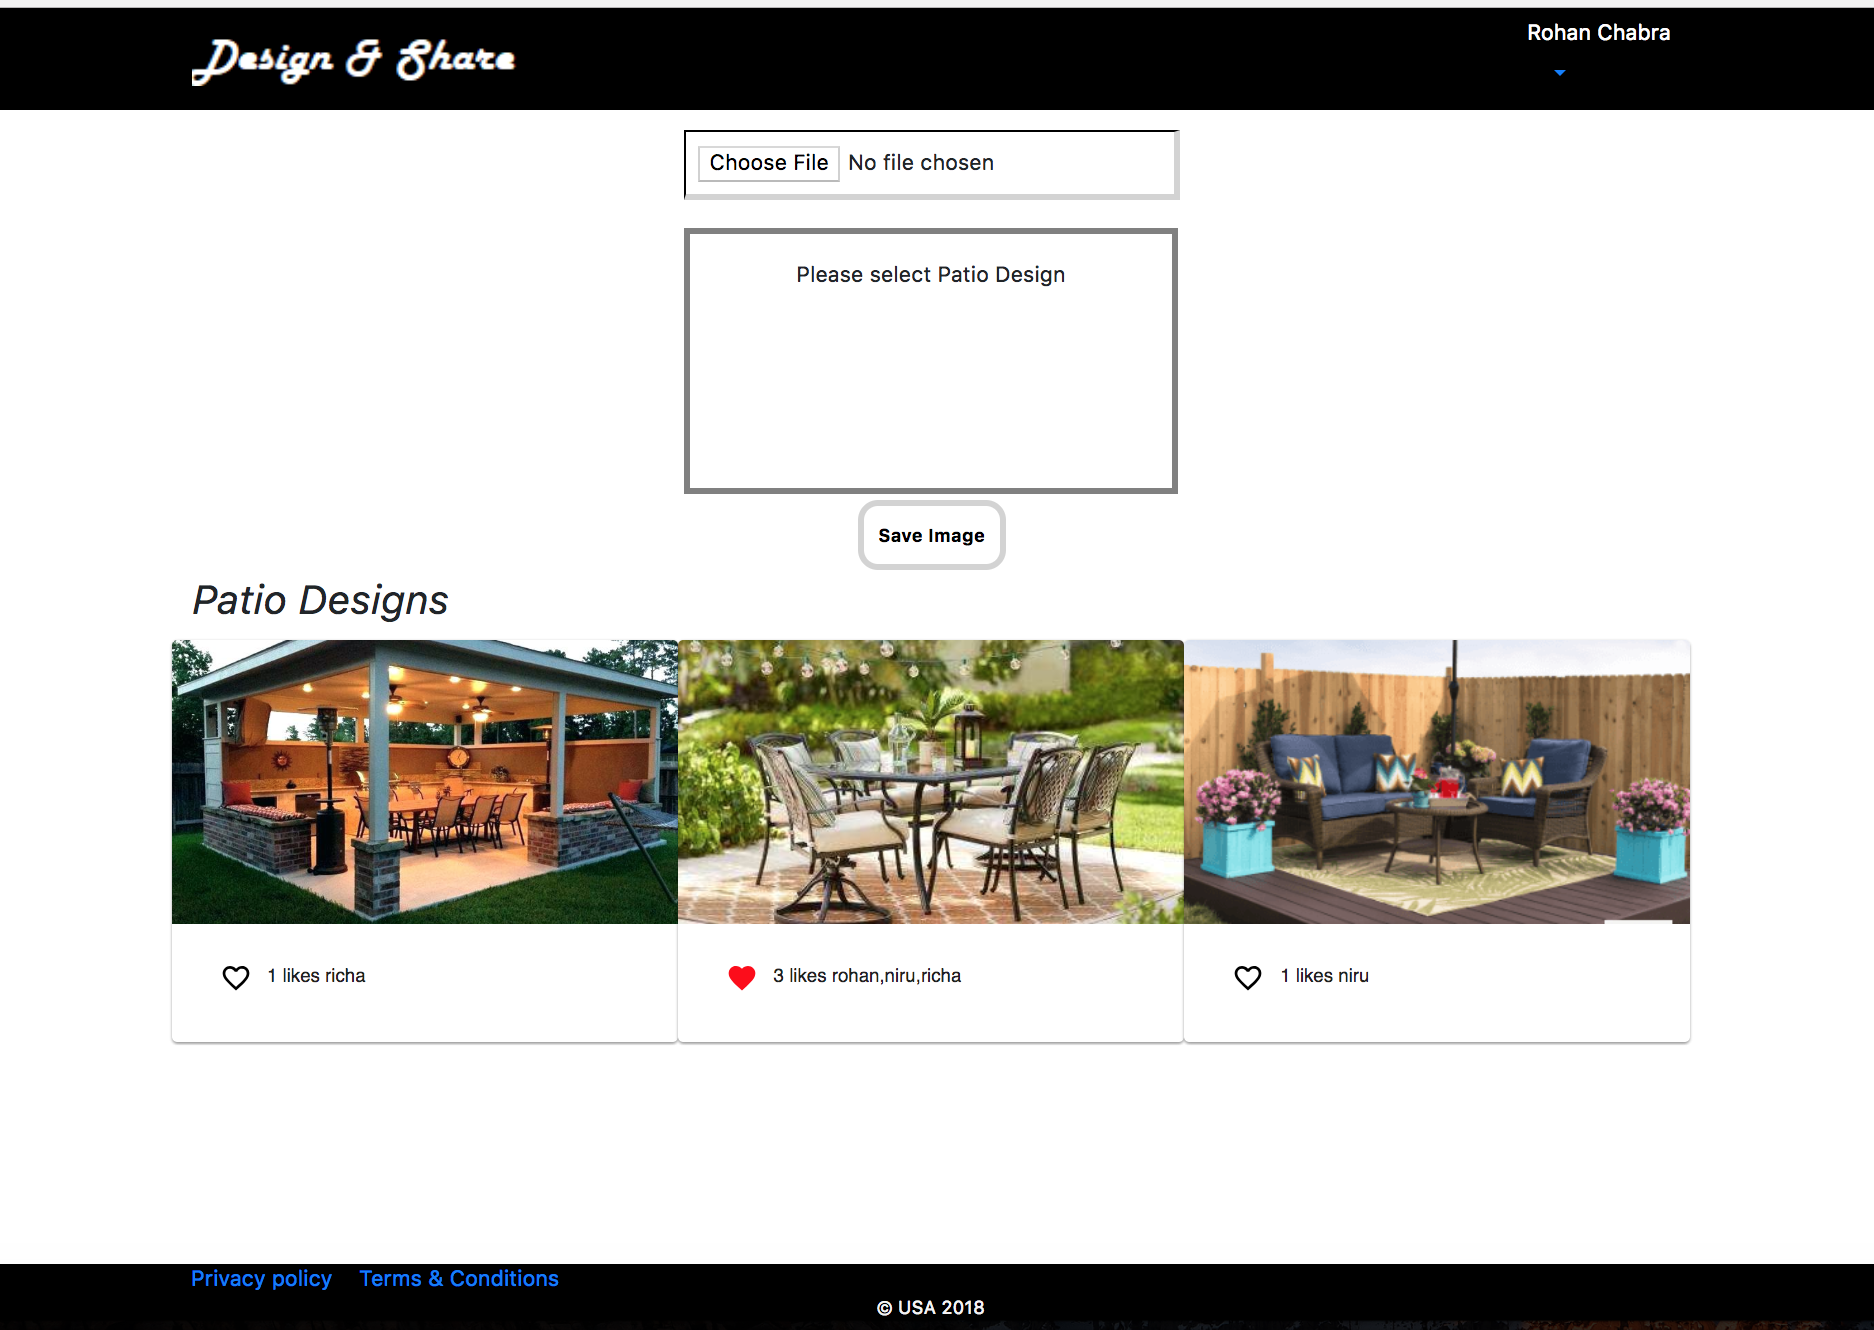 Design & Share
Rohan Chabra
Choose File No file chosen
Please select Patio Design
Save Image
Patio Designs
1 likes richa
3 likes rohan,niru,richa
1 likes niru
Privacy policy Terms & Conditions
© USA 2018